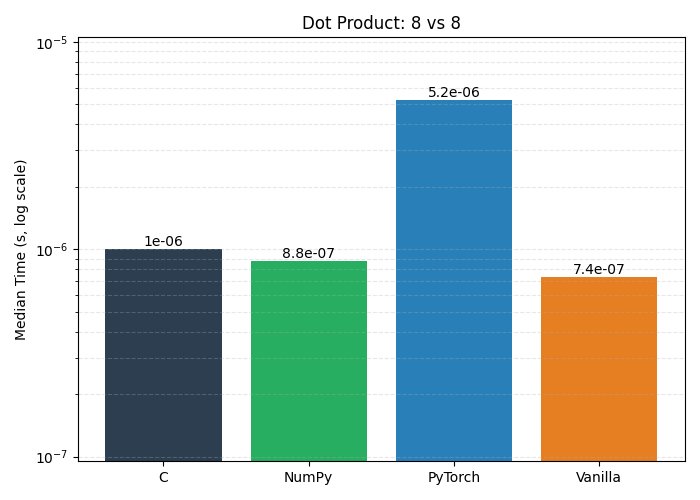 Dot Product: 8 vs 8
Median Time (s, log scale)
10⁻⁵
10⁻⁶
10⁻⁷
1e-06
8.8e-07
5.2e-06
7.4e-07
C
NumPy
PyTorch
Vanilla